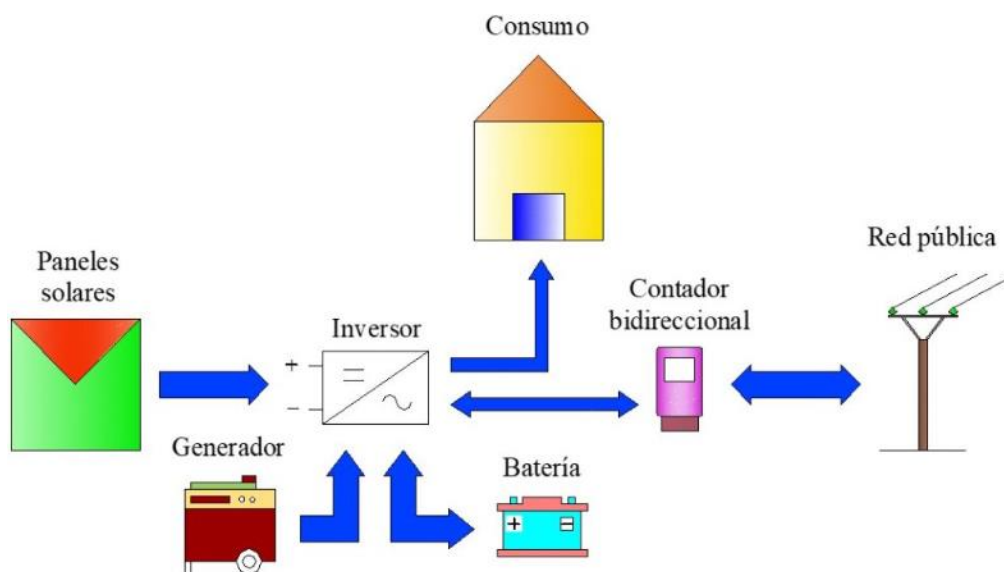 Consumo
Red pública
Paneles
solares
Contador
bidireccional
Inversor
+
−
Generador
Batería
+
−